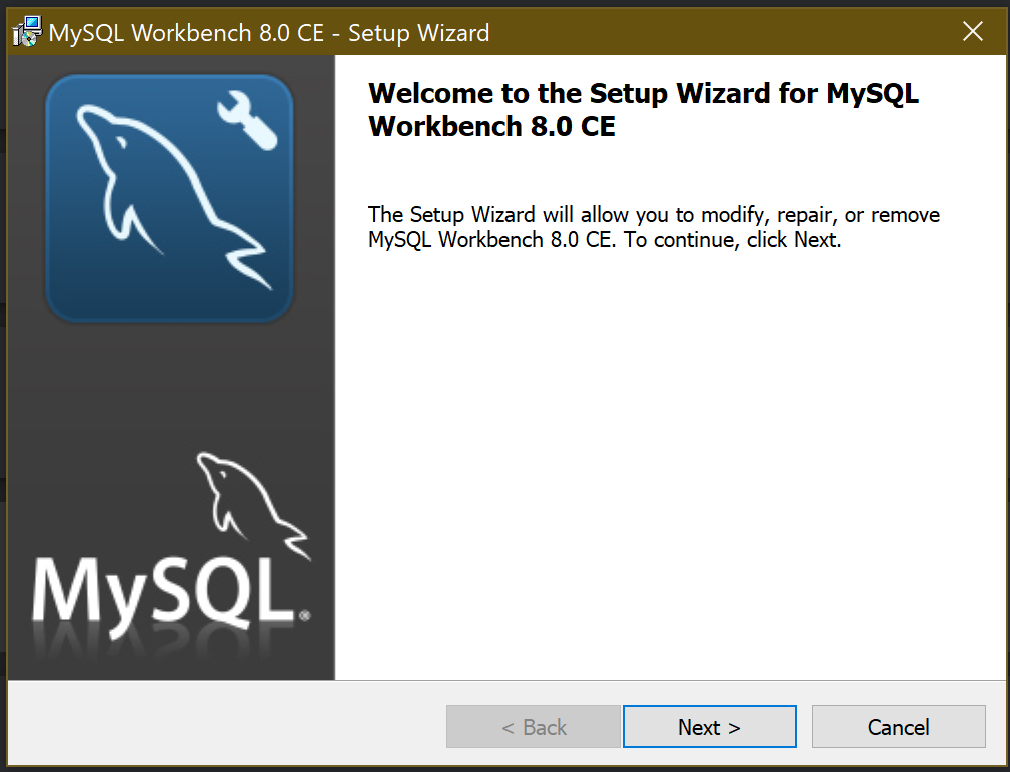 MySQL Workbench 8.0 CE - Setup Wizard
Welcome to the Setup Wizard for MySQL
Workbench 8.0 CE
The Setup Wizard will allow you to modify, repair, or remove
MySQL Workbench 8.0 CE. To continue, click Next.
MySQL®
< Back
Next >
Cancel